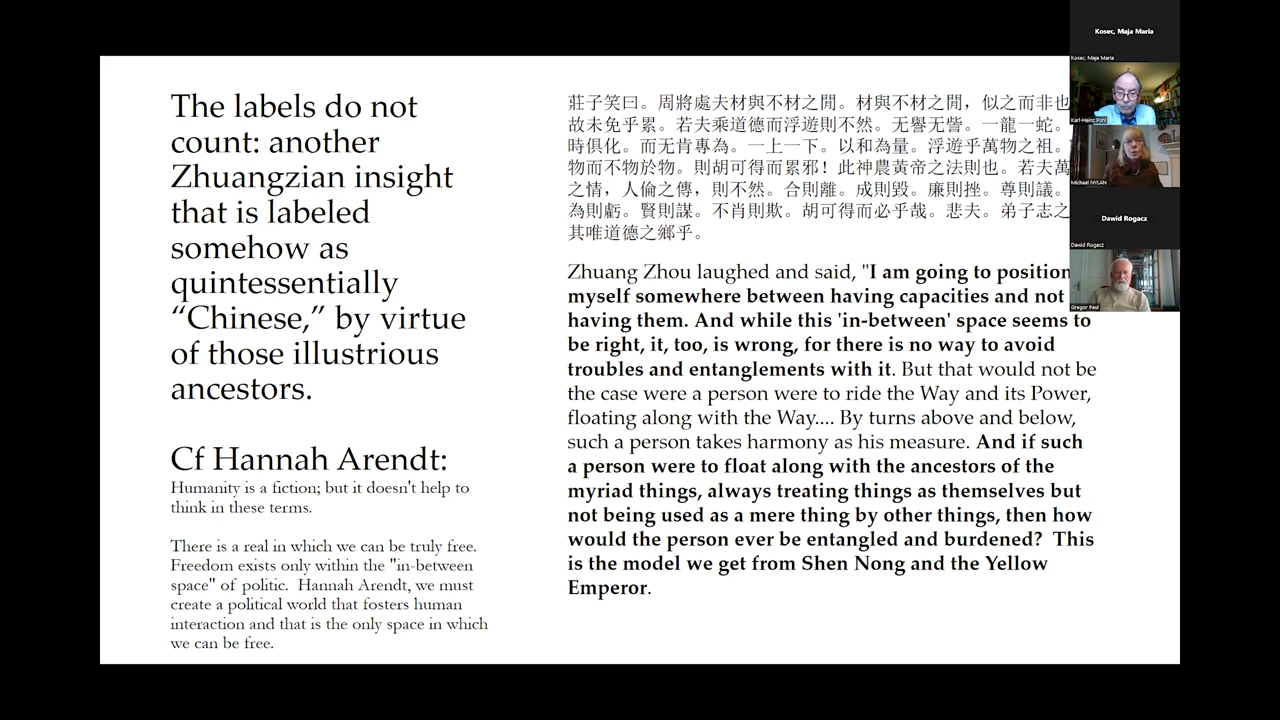 The labels do not
count: another
Zhuangzian insight
that is labeled
somehow as
quintessentially
“Chinese,” by virtue
of those illustrious
ancestors.
Cf Hannah Arendt:
Humanity is a fiction; but it doesn't help to
think in these terms.
There is a real in which we can be truly free.
Freedom exists only within the "in-between
space" of politic.  Hannah Arendt, we must
create a political world that fosters human
interaction and that is the only space in which
we can be free.
莊子笑曰。周將處夫材與不材之閒。材與不材之閒，似之而非也
故未免乎累。若夫乘道德而浮遊則不然。无譽无訾。一龍一蛇。
時俱化。而无肯專為。一上一下。以和為量。浮遊乎萬物之祖。
物而不物於物。則胡可得而累邪！此神農黃帝之法則也。若夫萬
之情，人倫之傳，則不然。合則離。成則毀。廉則挫。尊則議。
為則虧。賢則謀。不肖則欺。胡可得而必乎哉。悲夫。弟子志之
其唯道德之鄉乎。
Zhuang Zhou laughed and said, "I am going to position
myself somewhere between having capacities and not
having them. And while this 'in-between' space seems to
be right, it, too, is wrong, for there is no way to avoid
troubles and entanglements with it. But that would not be
the case were a person were to ride the Way and its Power,
floating along with the Way.... By turns above and below,
such a person takes harmony as his measure. And if such
a person were to float along with the ancestors of the
myriad things, always treating things as themselves but
not being used as a mere thing by other things, then how
would the person ever be entangled and burdened?  This
is the model we get from Shen Nong and the Yellow
Emperor.
Kosec, Maja Maria
Kosec, Maja Maria
Karl-Heinz Pohl
Michael NYLAN
Dawid Rogacz
Dawid Rogacz
Gregor Paul